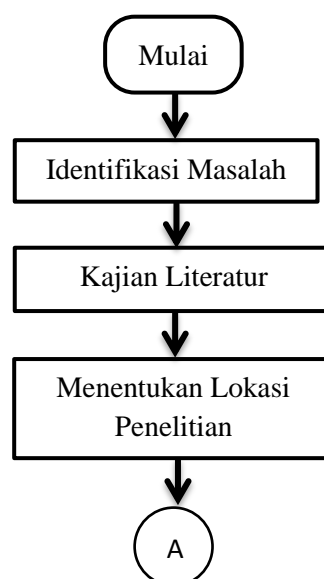 Mulai
Identifikasi Masalah
Kajian Literatur
Menentukan Lokasi
Penelitian
A